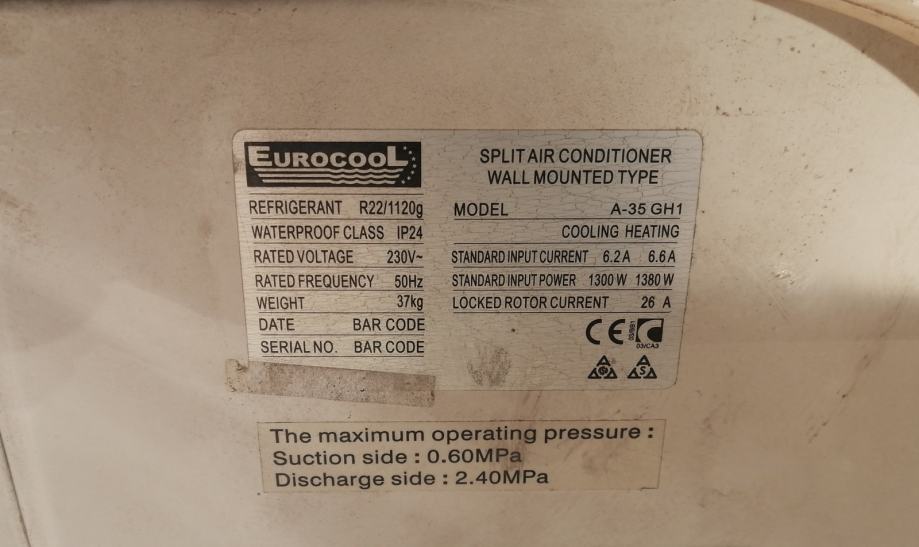 EUROCOOL
REFRIGERANT R22/1120g
WATERPROOF CLASS IP24
RATED VOLTAGE 230V~
RATED FREQUENCY 50Hz
WEIGHT 37kg
DATE BAR CODE
SERIAL NO. BAR CODE
SPLIT AIR CONDITIONER
WALL MOUNTED TYPE
MODEL A-35 GH1
COOLING HEATING
STANDARD INPUT CURRENT 6.2A 6.6A
STANDARD INPUT POWER 1300 W 1380 W
LOCKED ROTOR CURRENT 26 A
CE
03/CA3
S
The maximum operating pressure :
Suction side : 0.60MPa
Discharge side : 2.40MPa